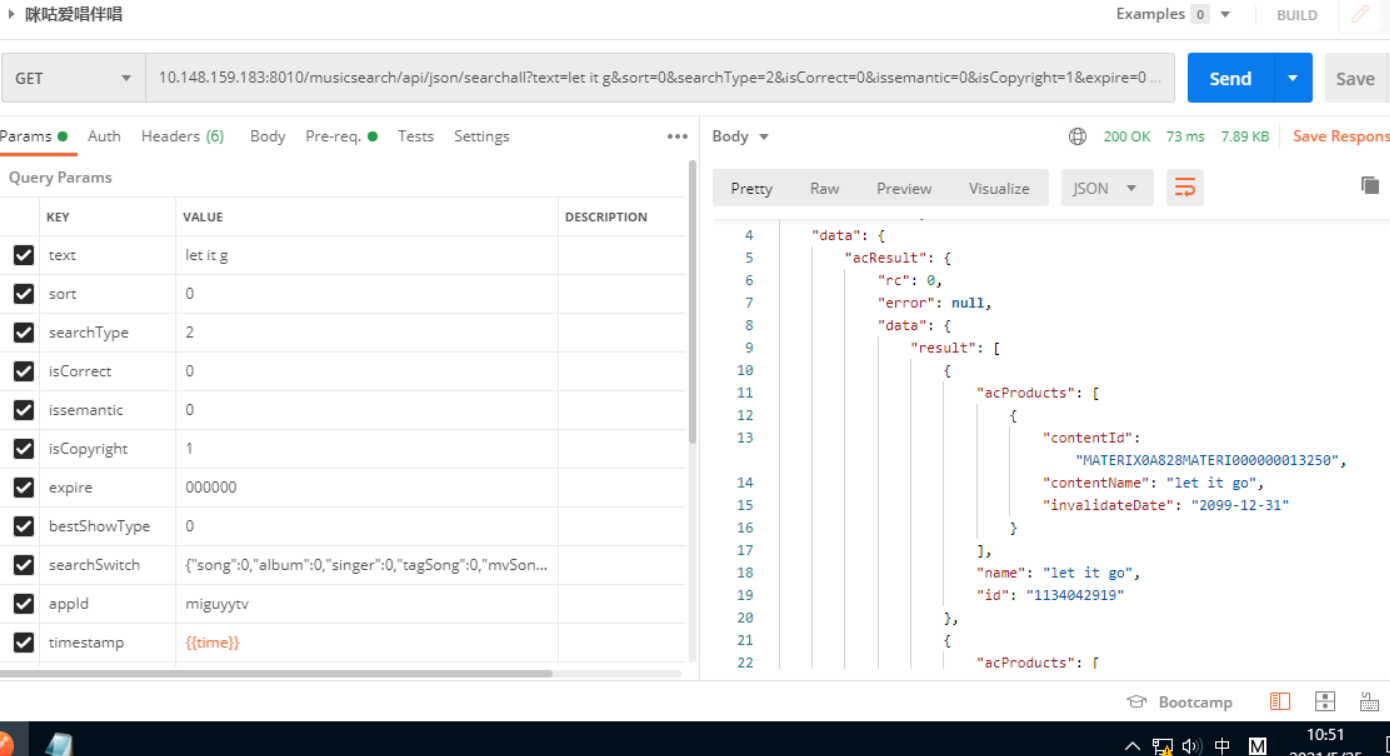 咪咕爱唱伴唱
Examples 0 BUILD
GET 10.148.159.183:8010/musicsearch/api/json/searchall?text=let it g&sort=0&searchType=2&isCorrect=0&issemantic=0&isCopyright=1&expire=0 ... Send Save
Params Auth Headers (6) Body Pre-req. Tests Settings
Body 200 OK 73 ms 7.89 KB Save Respons
Query Params
Pretty Raw Preview Visualize JSON
KEY VALUE DESCRIPTION
text let it g
sort 0
searchType 2
isCorrect 0
issemantic 0
isCopyright 1
expire 000000
bestShowType 0
searchSwitch {"song":0,"album":0,"singer":0,"tagSong":0,"mvSon...
appId miguyytv
timestamp {{time}}
4 "data": {
5 "acResult": {
6 "rc": 0,
7 "error": null,
8 "data": {
9 "result": [
10 {
11 "acProducts": [
12 {
13 "contentId":
"MATERIX0A828MATERI000000013250",
14 "contentName": "let it go",
15 "invalidateDate": "2099-12-31"
16 }
17 ],
18 "name": "let it go",
19 "id": "1134042919"
20 },
21 {
22 "acProducts": [
Bootcamp
中 M 10:51
2021/5/25